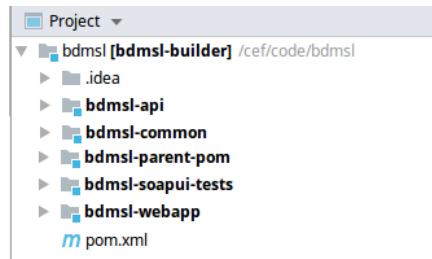 Project
bdmsl [bdmsl-builder] /cef/code/bdmsl
.idea
bdmsl-api
bdmsl-common
bdmsl-parent-pom
bdmsl-soapui-tests
bdmsl-webapp
m pom.xml